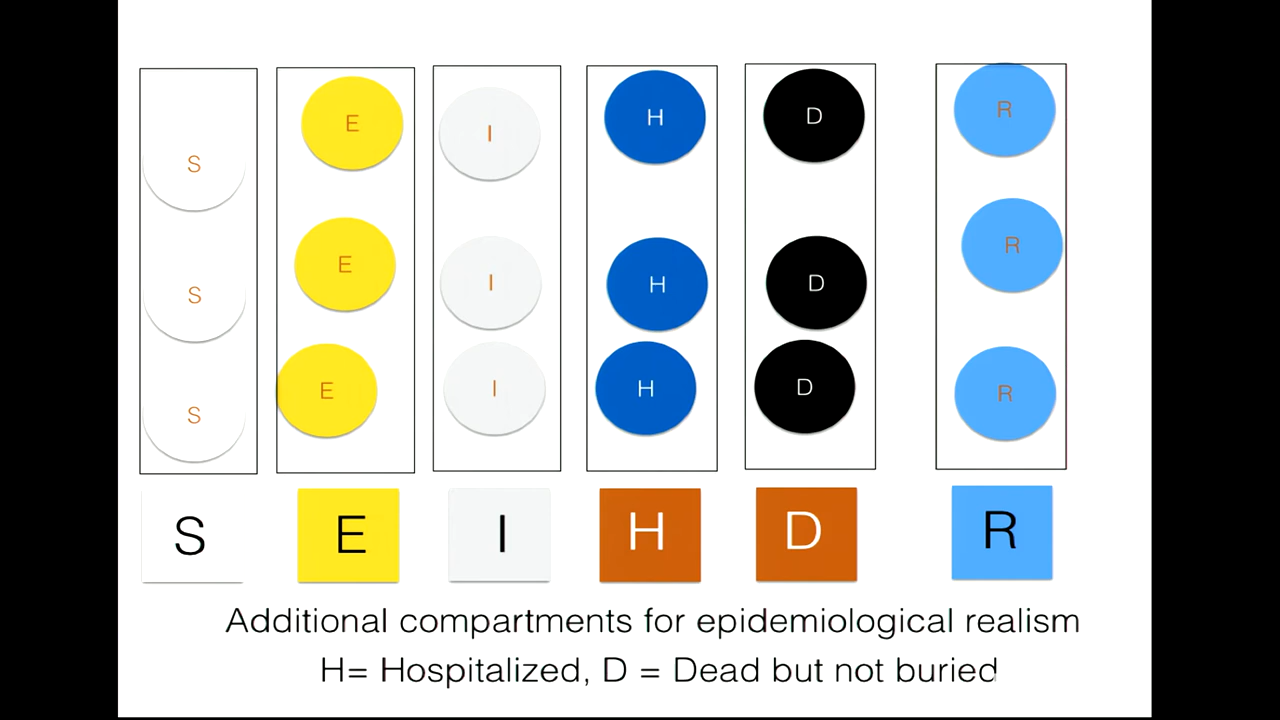 S E I H D R
S E I H D R
S E I H D R
S E I H D R
Additional compartments for epidemiological realism
H= Hospitalized, D = Dead but not buried